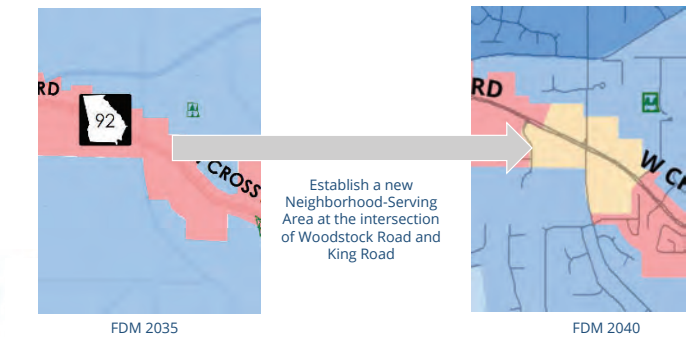 RD
92
CROSS
RD
W CR
Establish a new
Neighborhood-Serving
Area at the intersection
of Woodstock Road and
King Road
FDM 2035
FDM 2040